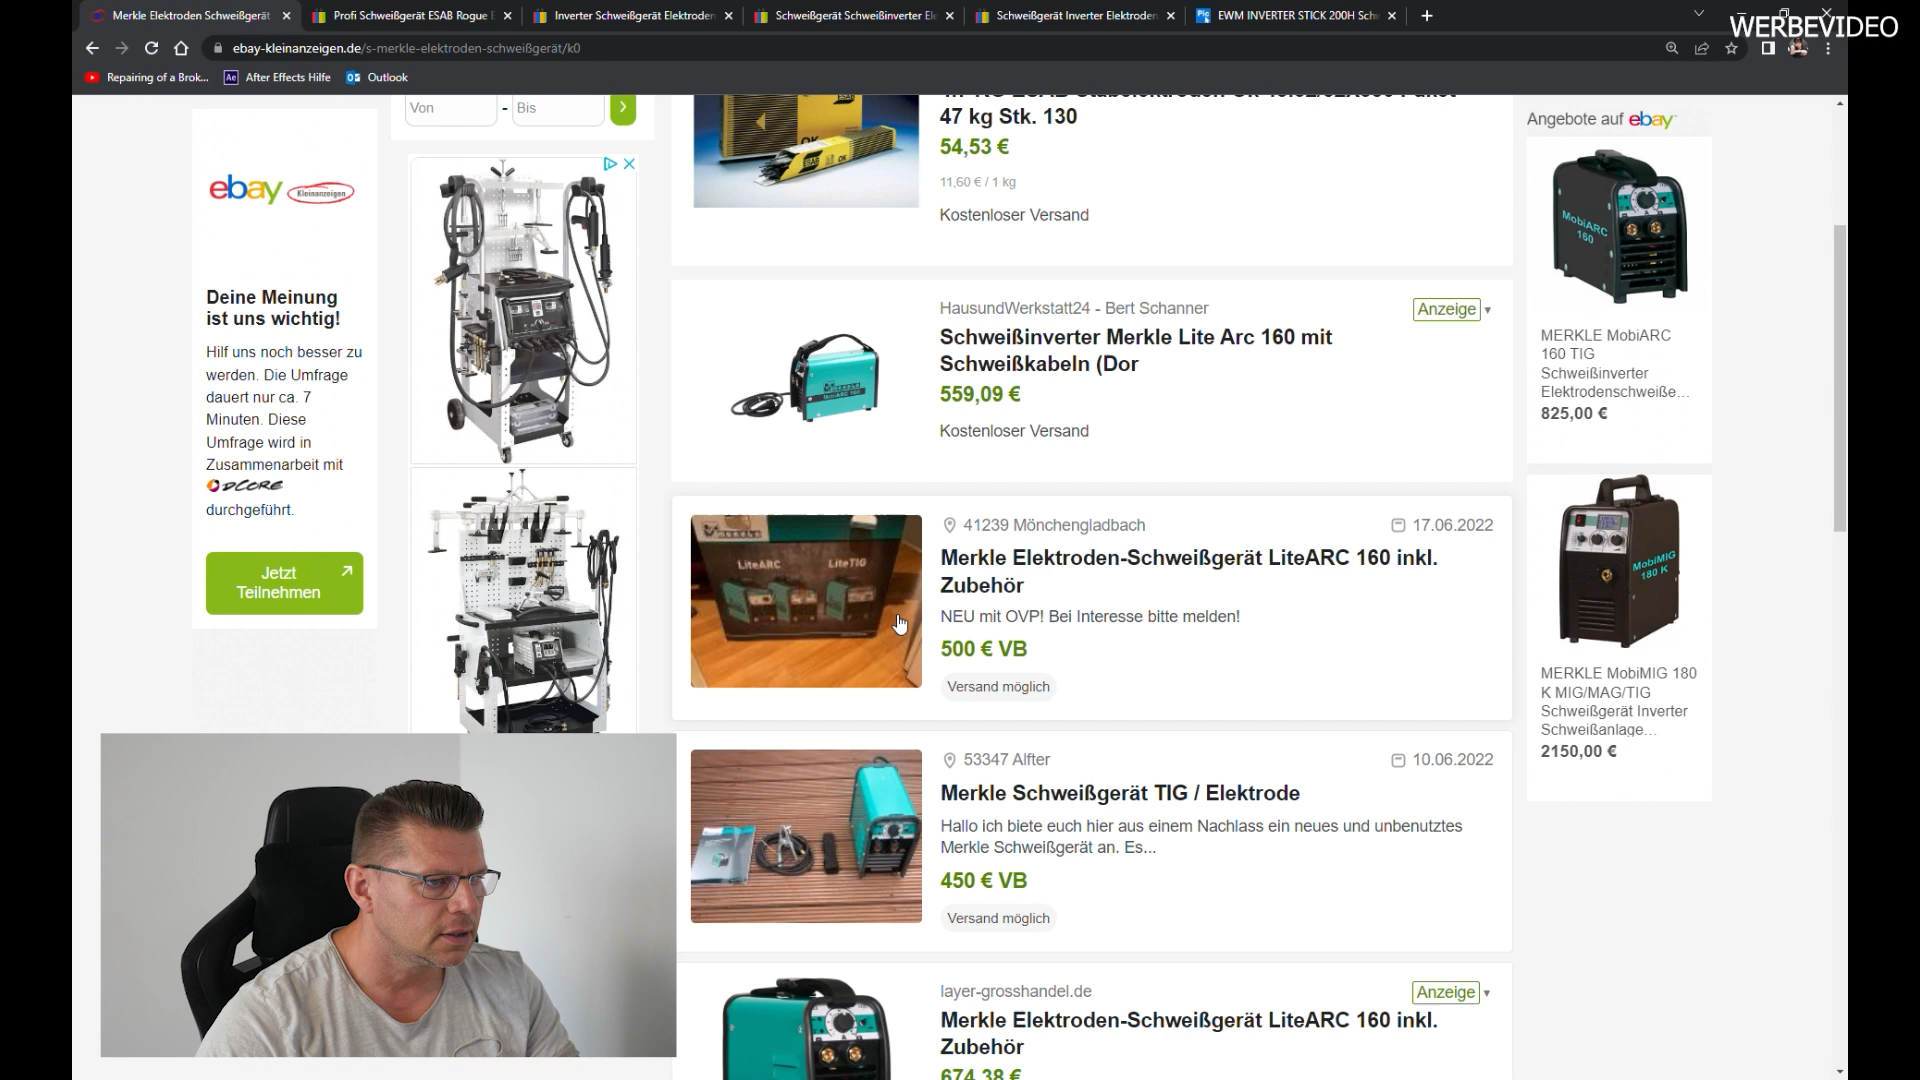 WERBEVIDEO
Merkle Elektroden Schweißgerät
Profi Schweißgerät ESAB Rogue E
Inverter Schweißgerät Elektroden
Schweißgerät Schweißinverter El
Schweißgerät Inverter Elektroden
EWM INVERTER STICK 200H Sch
ebay-kleinanzeigen.de/s-merkle-elektroden-schweißgerät/k0
Repairing of a Brok...
Ae After Effects Hilfe
Outlook
Von - Bis
ebay Kleinanzeigen
Deine Meinung
ist uns wichtig!
Hilf uns noch besser zu
werden. Die Umfrage
dauert nur ca. 7
Minuten. Diese
Umfrage wird in
Zusammenarbeit mit
DCORE
durchgeführt.
Jetzt
Teilnehmen
47 kg Stk. 130
54,53 €
11,60 € / 1 kg
Kostenloser Versand
HausundWerkstatt24 - Bert Schanner
Anzeige
Schweißinverter Merkle Lite Arc 160 mit
Schweißkabeln (Dor
559,09 €
Kostenloser Versand
41239 Mönchengladbach
17.06.2022
Merkle Elektroden-Schweißgerät LiteARC 160 inkl.
Zubehör
NEU mit OVP! Bei Interesse bitte melden!
500 € VB
Versand möglich
LiteARC
LiteTIG
53347 Alfter
10.06.2022
Merkle Schweißgerät TIG / Elektrode
Hallo ich biete euch hier aus einem Nachlass ein neues und unbenutztes
Merkle Schweißgerät an. Es...
450 € VB
Versand möglich
layer-grosshandel.de
Anzeige
Merkle Elektroden-Schweißgerät LiteARC 160 inkl.
Zubehör
674,38 €
Angebote auf ebay
MobiARC
160
MERKLE MobiARC
160 TIG
Schweißinverter
Elektrodenschweiße...
825,00 €
MobiMIG
180 K
MERKLE MobiMIG 180
K MIG/MAG/TIG
Schweißgerät Inverter
Schweißanlage...
2150,00 €